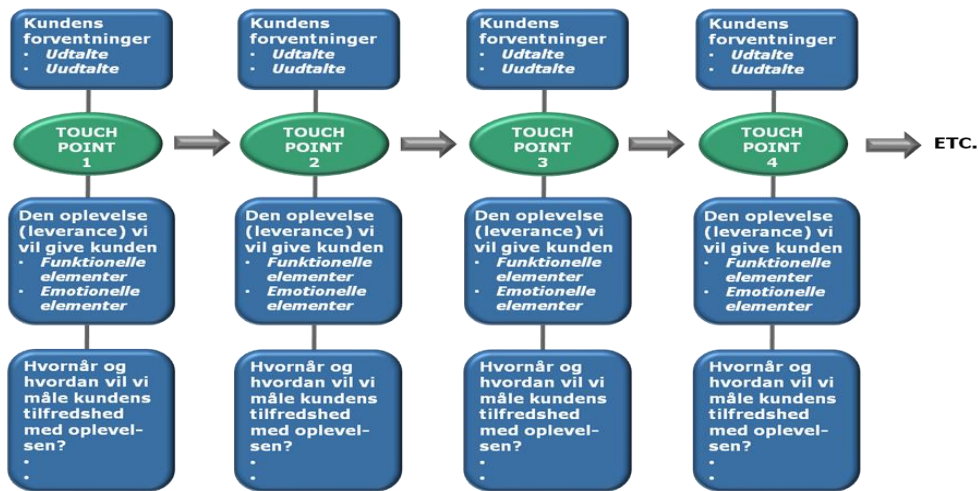 Kundens
forventninger
• Udtalte
• Uudtalte
TOUCH
POINT
1
Den oplevelse
(leverance) vi
vil give kunden
• Funktionelle
elementer
• Emotionelle
elementer
Hvornår og
hvordan vil vi
måle kundens
tilfredshed
med oplevel-
sen?
•
•
Kundens
forventninger
• Udtalte
• Uudtalte
TOUCH
POINT
2
Den oplevelse
(leverance) vi
vil give kunden
• Funktionelle
elementer
• Emotionelle
elementer
Hvornår og
hvordan vil vi
måle kundens
tilfredshed
med oplevel-
sen?
•
•
Kundens
forventninger
• Udtalte
• Uudtalte
TOUCH
POINT
3
Den oplevelse
(leverance) vi
vil give kunden
• Funktionelle
elementer
• Emotionelle
elementer
Hvornår og
hvordan vil vi
måle kundens
tilfredshed
med oplevel-
sen?
•
•
Kundens
forventninger
• Udtalte
• Uudtalte
TOUCH
POINT
4
Den oplevelse
(leverance) vi
vil give kunden
• Funktionelle
elementer
• Emotionelle
elementer
Hvornår og
hvordan vil vi
måle kundens
tilfredshed
med oplevel-
sen?
•
•
ETC.